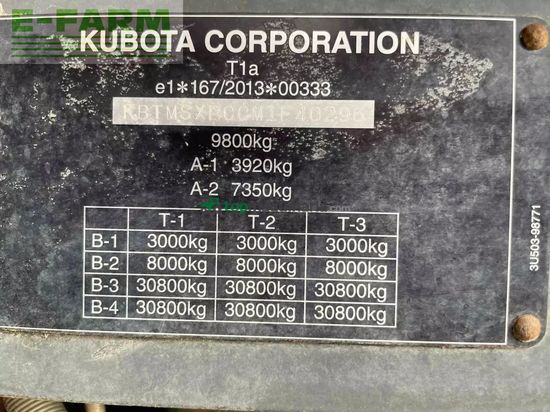 E-FARM
KUBOTA CORPORATION
T1a
e1*167/2013*00333
9800kg
A-1 3920kg
A-2 7350kg
T-1 T-2 T-3
B-1 3000kg 3000kg 3000kg
B-2 8000kg 8000kg 8000kg
B-3 30800kg 30800kg 30800kg
B-4 30800kg 30800kg 30800kg
3U503-98771